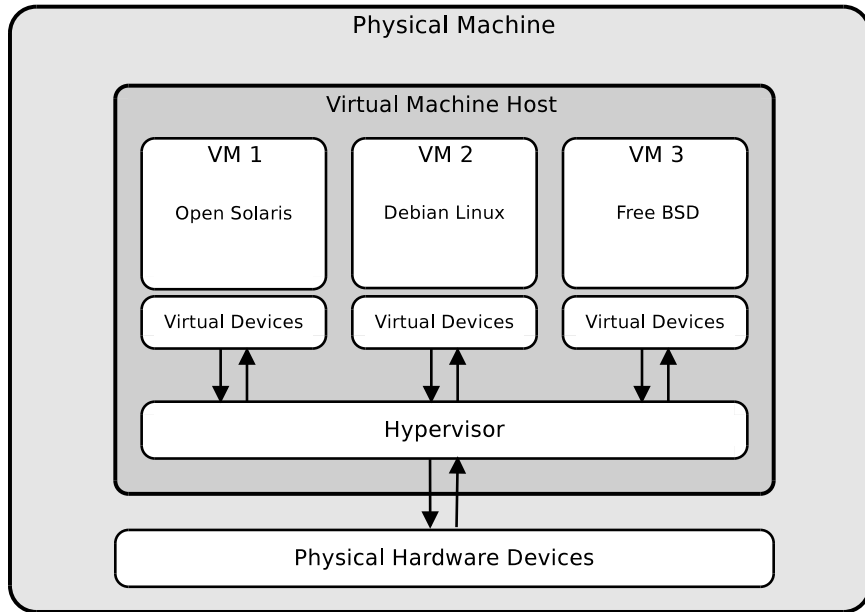 Physical Machine
Virtual Machine Host
VM 1
Open Solaris
VM 2
Debian Linux
VM 3
Free BSD
Virtual Devices
Virtual Devices
Virtual Devices
Hypervisor
Physical Hardware Devices